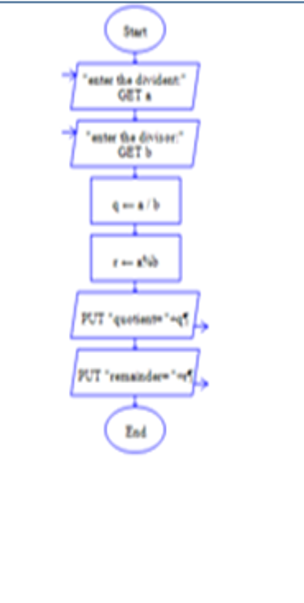 Start
"enter the divident:"
GET a
"enter the divisor:"
GET b
q ← a / b
r ← a%b
PUT "quotient="+q¶
PUT "remainder="+r¶
End